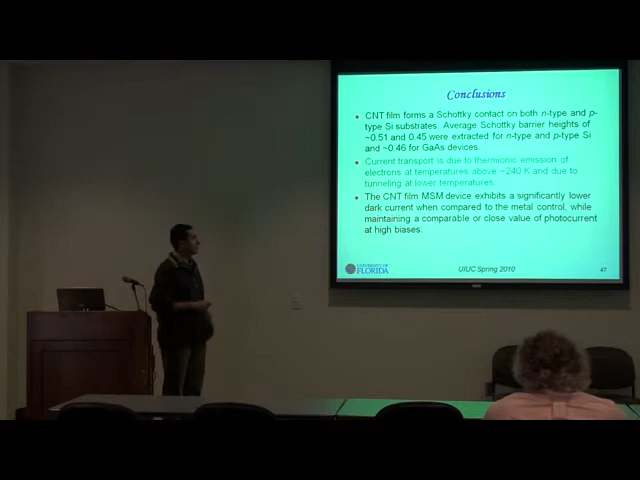 Conclusions
CNT film forms a Schottky contact on both n-type and p-
type Si substrates. Average Schottky barrier heights of
~0.51 and 0.45 were extracted for n-type and p-type Si
and ~0.46 for GaAs devices.
Current transport is due to thermionic emission of
electrons at temperatures above ~240 K and due to
tunneling at lower temperatures.
The CNT film MSM device exhibits a significantly lower
dark current when compared to the metal control, while
maintaining a comparable or close value of photocurrent
at high biases.
UNIVERSITY OF
FLORIDA
UIUC Spring 2010
47